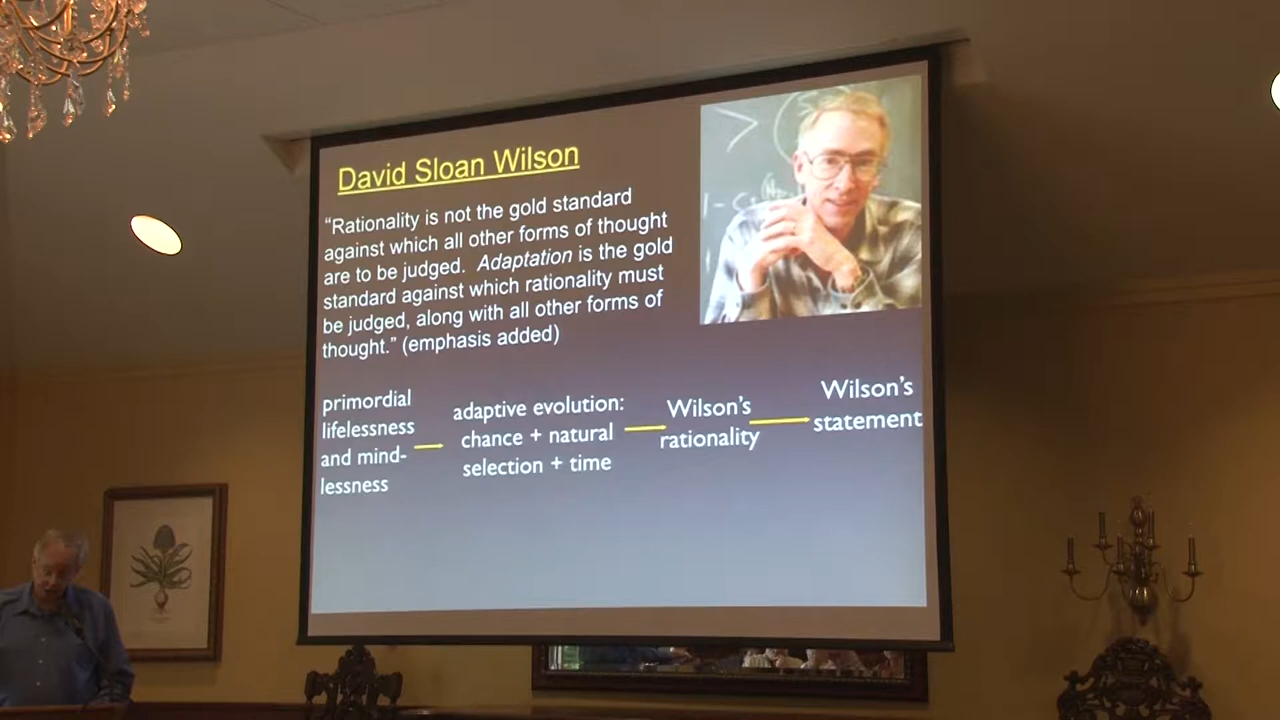 David Sloan Wilson
“Rationality is not the gold standard
against which all other forms of thought
are to be judged. Adaptation is the gold
standard against which rationality must
be judged, along with all other forms of
thought.” (emphasis added)
primordial
lifelessness
and mind-
lessness
adaptive evolution:
chance + natural
selection + time
Wilson’s
rationality
Wilson’s
statement